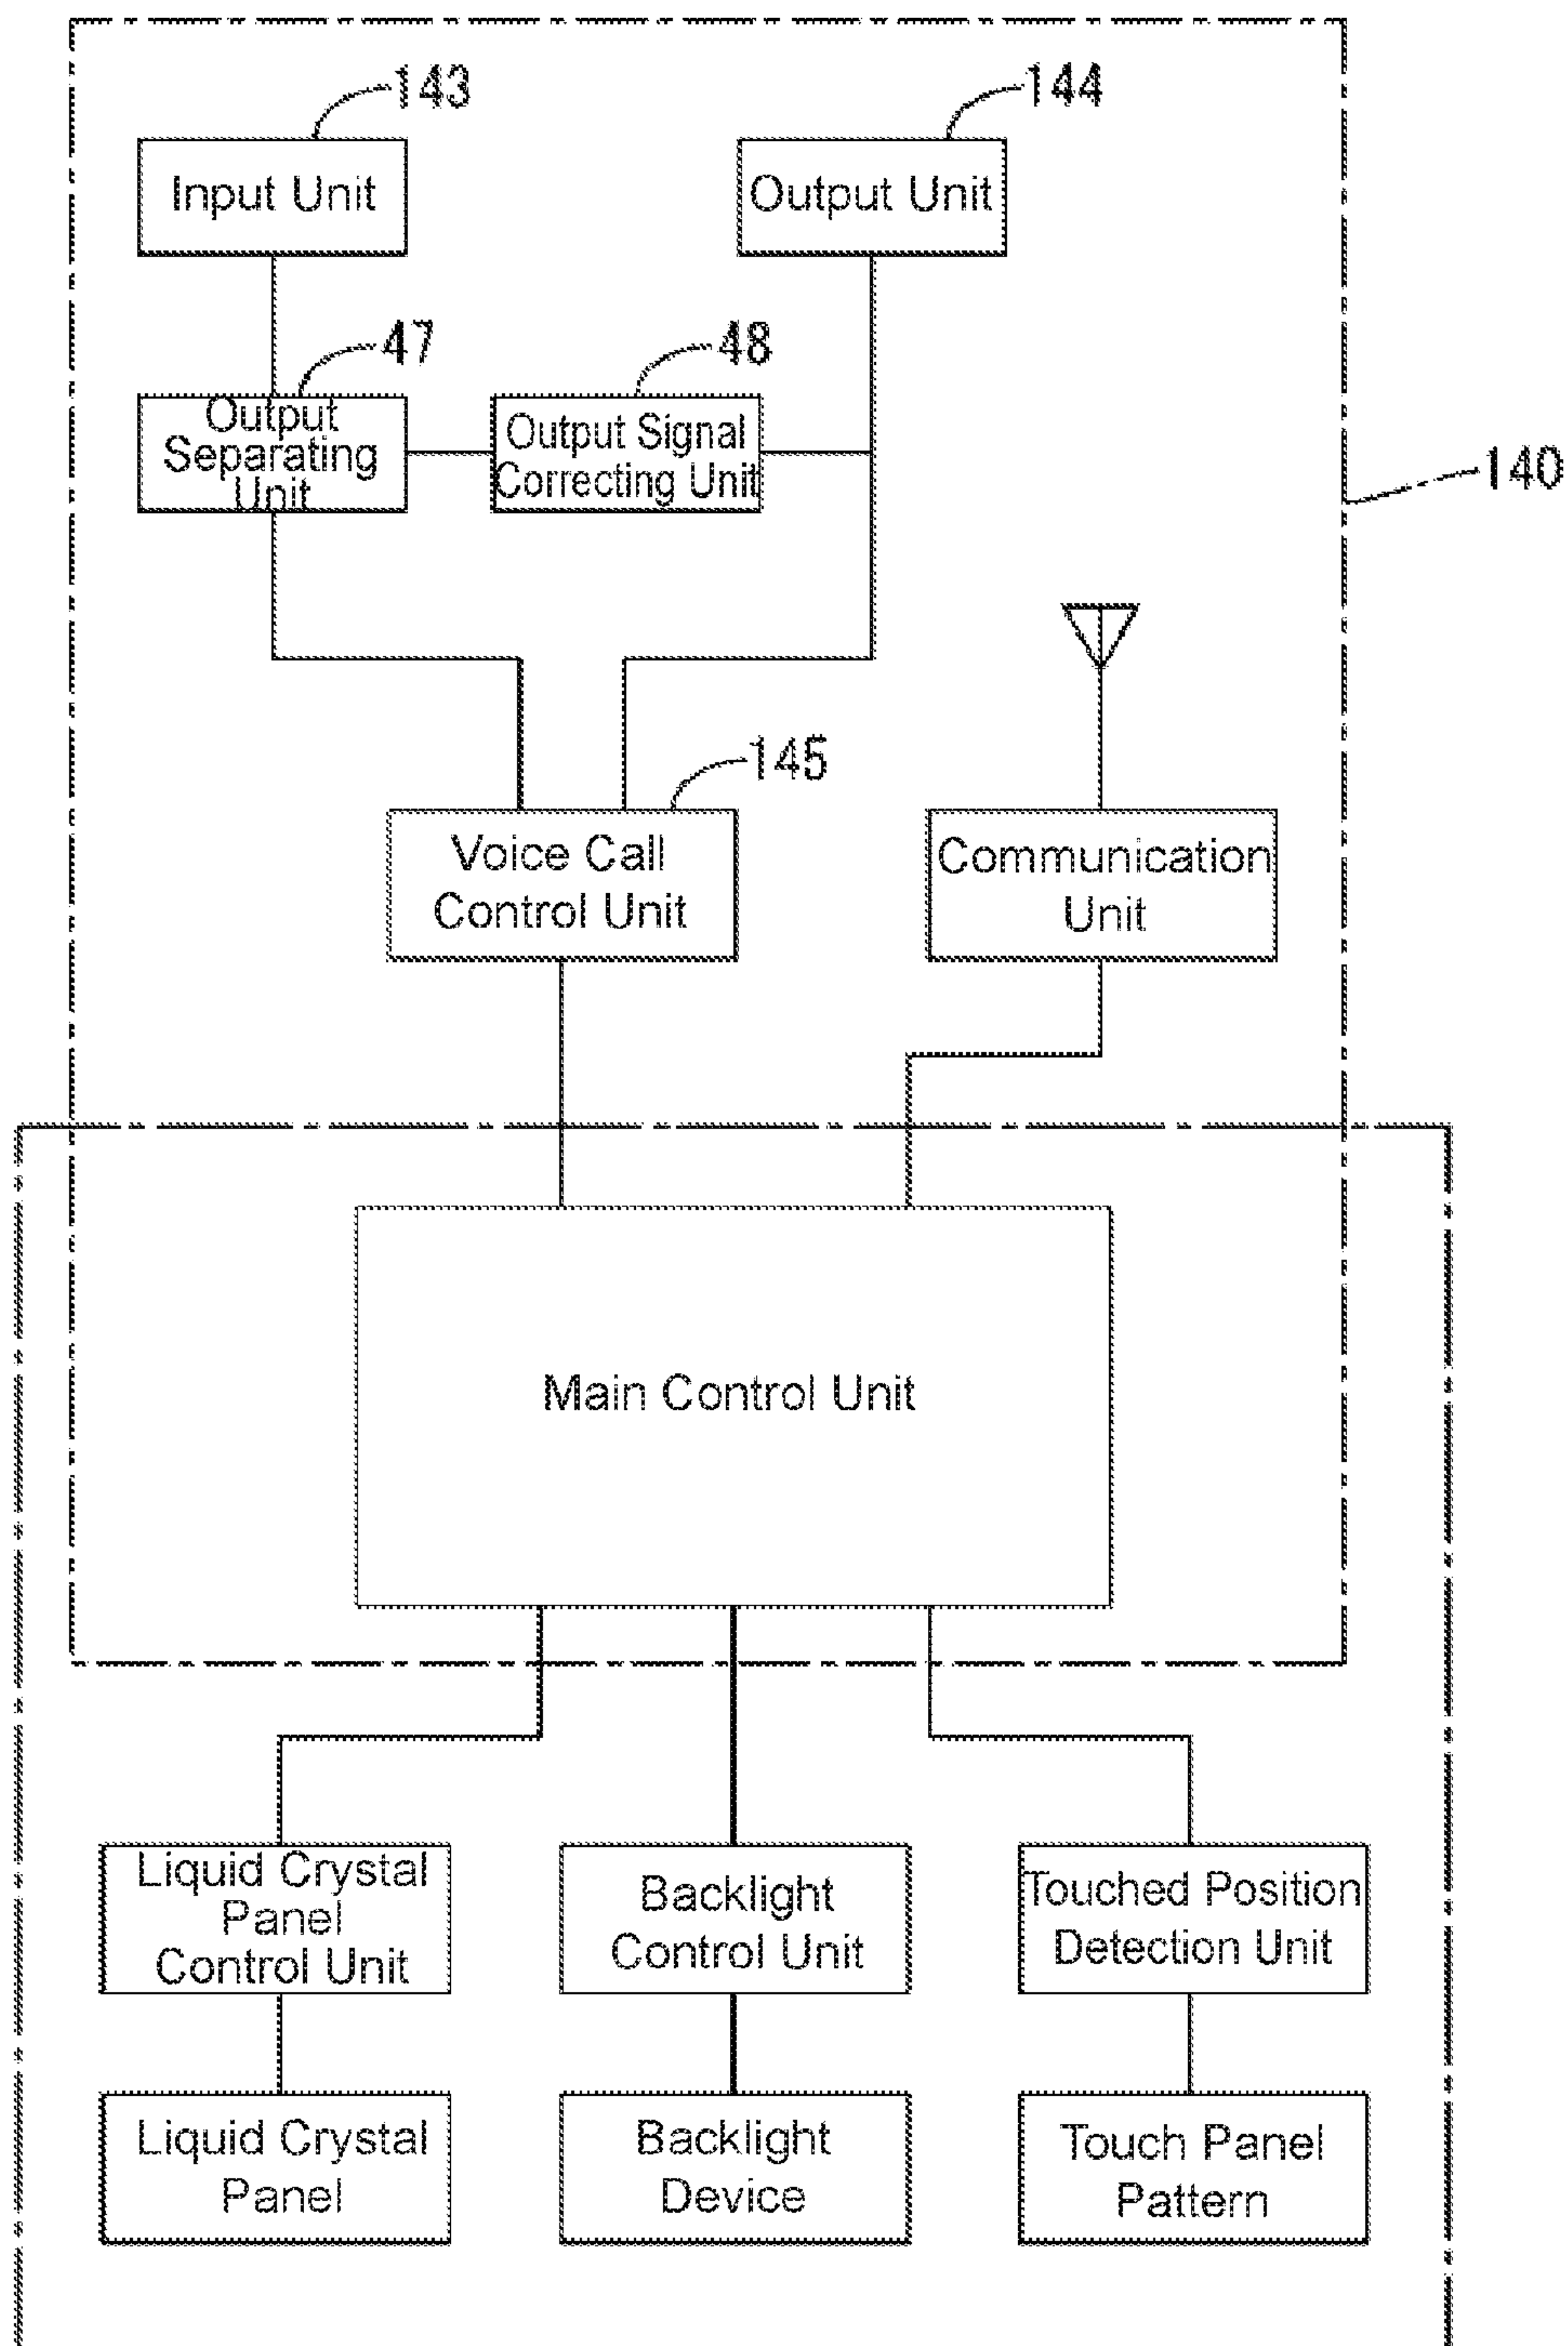 143
144
Input Unit
Output Unit
47
48
Output
Separating
Unit
Output Signal
Correcting Unit
140
145
Voice Call
Control Unit
Communication
Unit
Main Control Unit
Liquid Crystal
Panel
Control Unit
Backlight
Control Unit
Touched Position
Detection Unit
Liquid Crystal
Panel
Backlight
Device
Touch Panel
Pattern